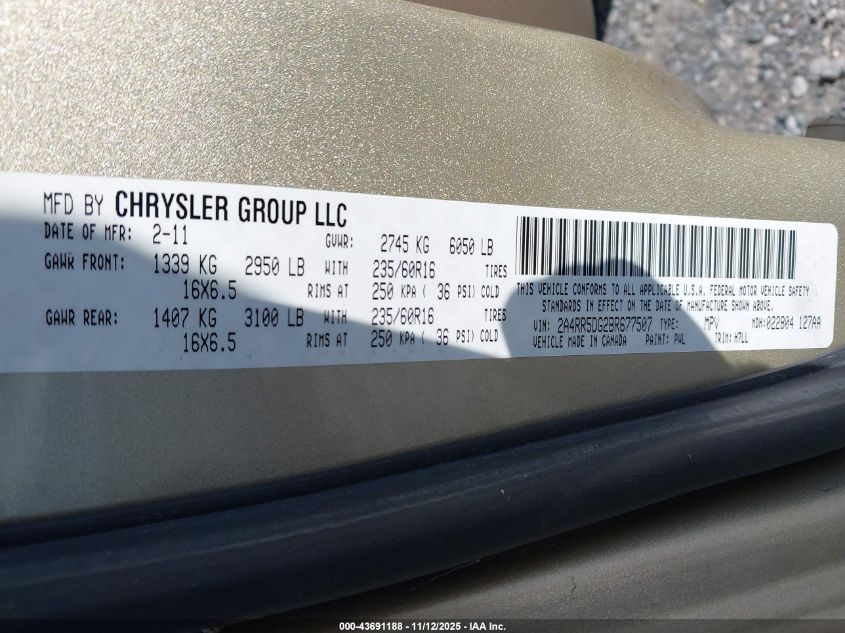 MFD BY CHRYSLER GROUP LLC
DATE OF MFR: 2-11 GVWR: 2745 KG 6050 LB
GAWR FRONT: 1339 KG 2950 LB WITH 235/60R16 TIRES
16X6.5 RIMS AT 250 KPA ( 36 PSI) COLD
GAWR REAR: 1407 KG 3100 LB WITH 235/60R16 TIRES
16X6.5 RIMS AT 250 KPA ( 36 PSI) COLD
THIS VEHICLE CONFORMS TO ALL APPLICABLE U.S.A. FEDERAL MOTOR VEHICLE SAFETY
STANDARDS IN EFFECT ON THE DATE OF MANUFACTURE SHOWN ABOVE.
VIN: 2A4RR5DG2BR677507 TYPE: MPV MDH: 022804 127AA
VEHICLE MADE IN CANADA PAINT: PWL TRIM: H7LL
000-43691188 - 11/12/2025 - IAA Inc.